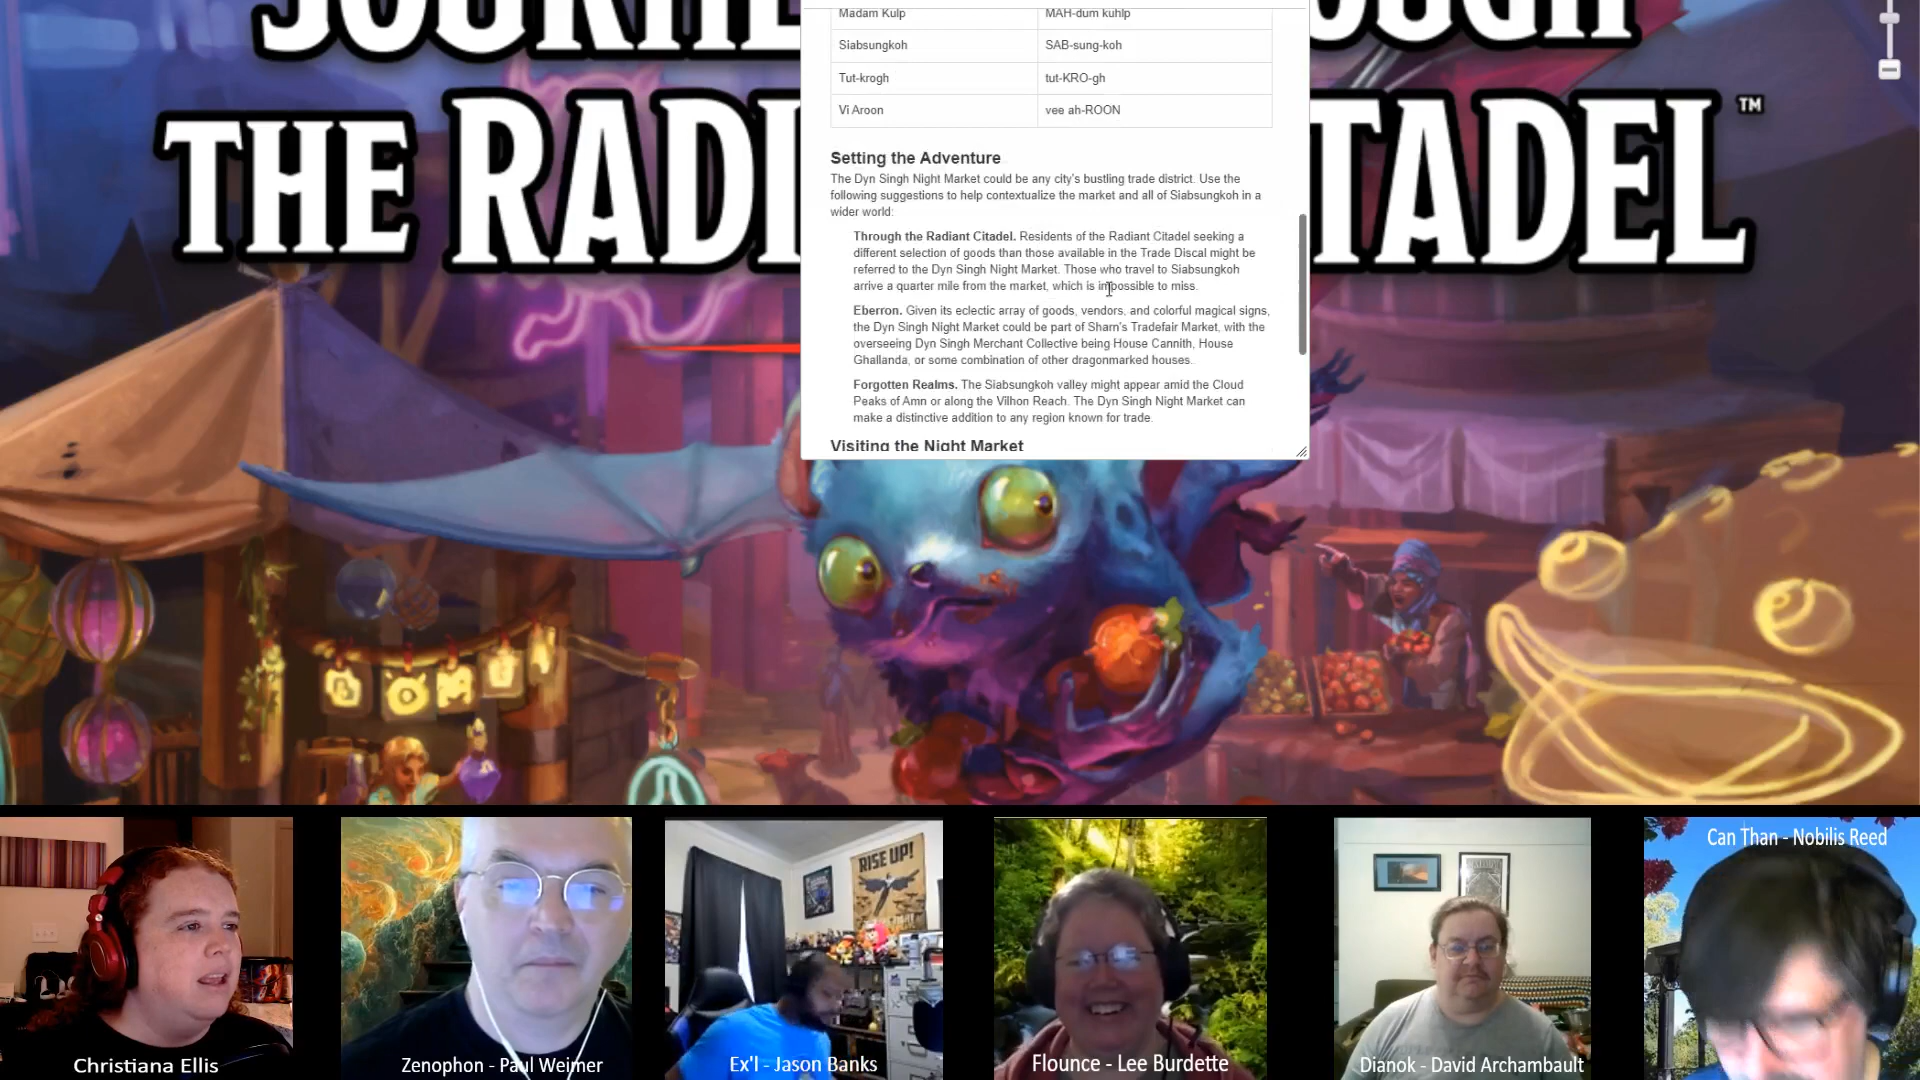 Madam Kulp MAH-dum kuhlp
Siabsungkoh SAB-sung-koh
Tut-krogh tut-KRO-gh
Vi Aroon vee ah-ROON
THE RADI TADEL ™
Setting the Adventure
The Dyn Singh Night Market could be any city's bustling trade district. Use the
following suggestions to help contextualize the market and all of Siabsungkoh in a
wider world:
Through the Radiant Citadel. Residents of the Radiant Citadel seeking a
different selection of goods than those available in the Trade Discal might be
referred to the Dyn Singh Night Market. Those who travel to Siabsungkoh
arrive a quarter mile from the market, which is impossible to miss.
Eberron. Given its eclectic array of goods, vendors, and colorful magical signs,
the Dyn Singh Night Market could be part of Sharn's Tradefair Market, with the
overseeing Dyn Singh Merchant Collective being House Cannith, House
Ghallanda, or some combination of other dragonmarked houses.
Forgotten Realms. The Siabsungkoh valley might appear amid the Cloud
Peaks of Amn or along the Vilhon Reach. The Dyn Singh Night Market can
make a distinctive addition to any region known for trade.
Visiting the Night Market
RISE UP!
Can Than - Nobilis Reed
Christiana Ellis
Zenophon - Paul Weimer
Ex'l - Jason Banks
Flounce - Lee Burdette
Dianok - David Archambault